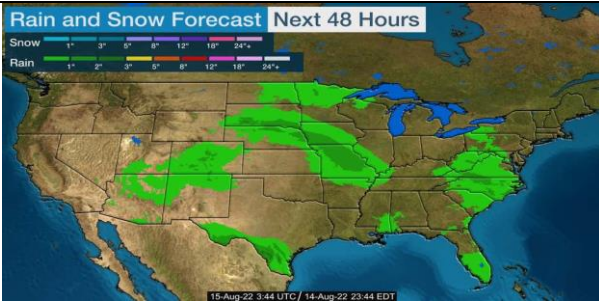 Rain and Snow Forecast Next 48 Hours
Snow 1" 3" 5" 8" 12" 18" 24"+
Rain 1" 2" 3" 5" 8" 12" 18" 24"+
15-Aug-22 3:44 UTC / 14-Aug-22 23:44 EDT